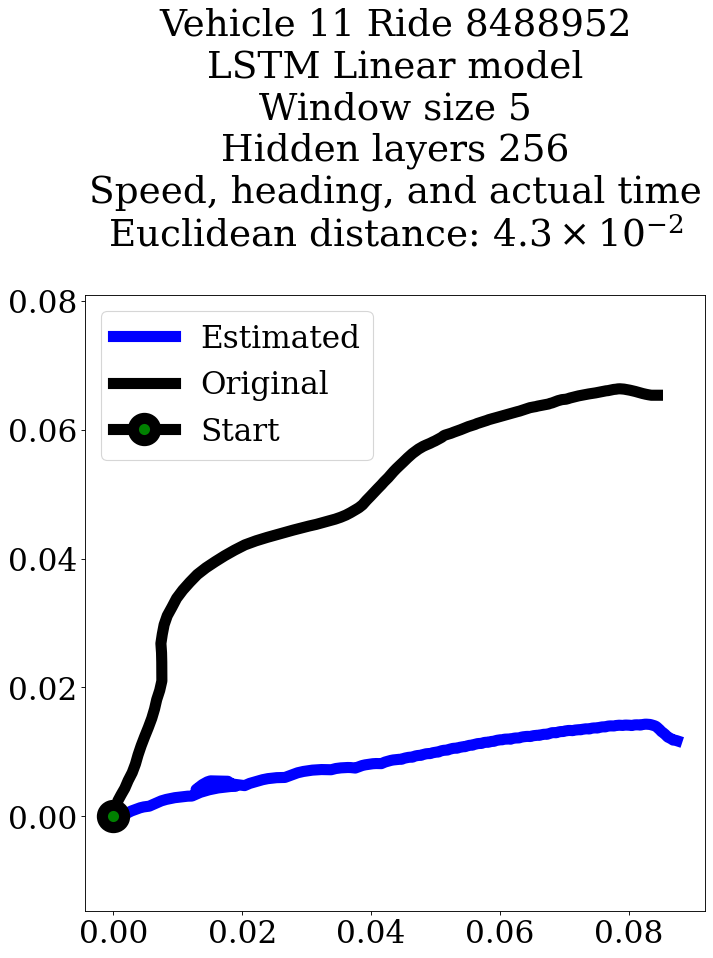 Vehicle 11 Ride 8488952
LSTM Linear model
Window size 5
Hidden layers 256
Speed, heading, and actual time
Euclidean distance: 4.3 × 10⁻²
0.08
Estimated
Original
Start
0.06
0.04
0.02
0.00
0.00 0.02 0.04 0.06 0.08